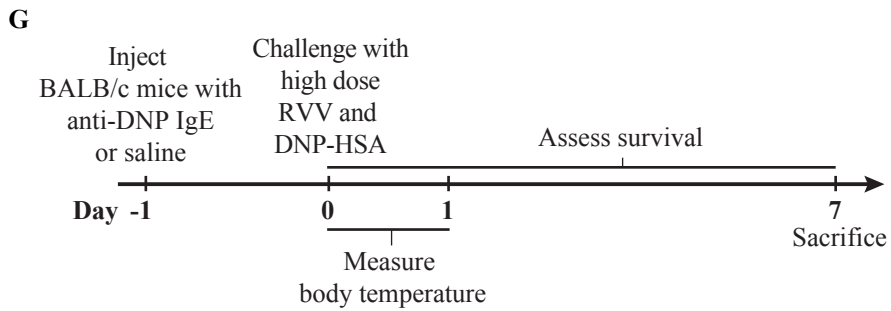 G
Inject
BALB/c mice with
anti-DNP IgE
or saline
Challenge with
high dose
RVV and
DNP-HSA
Assess survival
Day -1
0
1
7
Sacrifice
Measure
body temperature